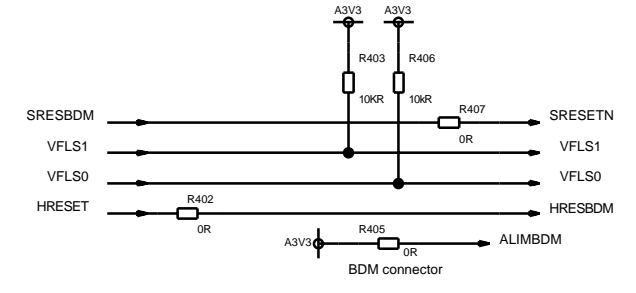 A3V3 A3V3
R403 R406
10KR 10kR
R407
SRESBDM SRESETN
0R
VFLS1 VFLS1
VFLS0 VFLS0
R402
HRESET HRESBDM
0R
R405
A3V3 ALIMBDM
0R
BDM connector